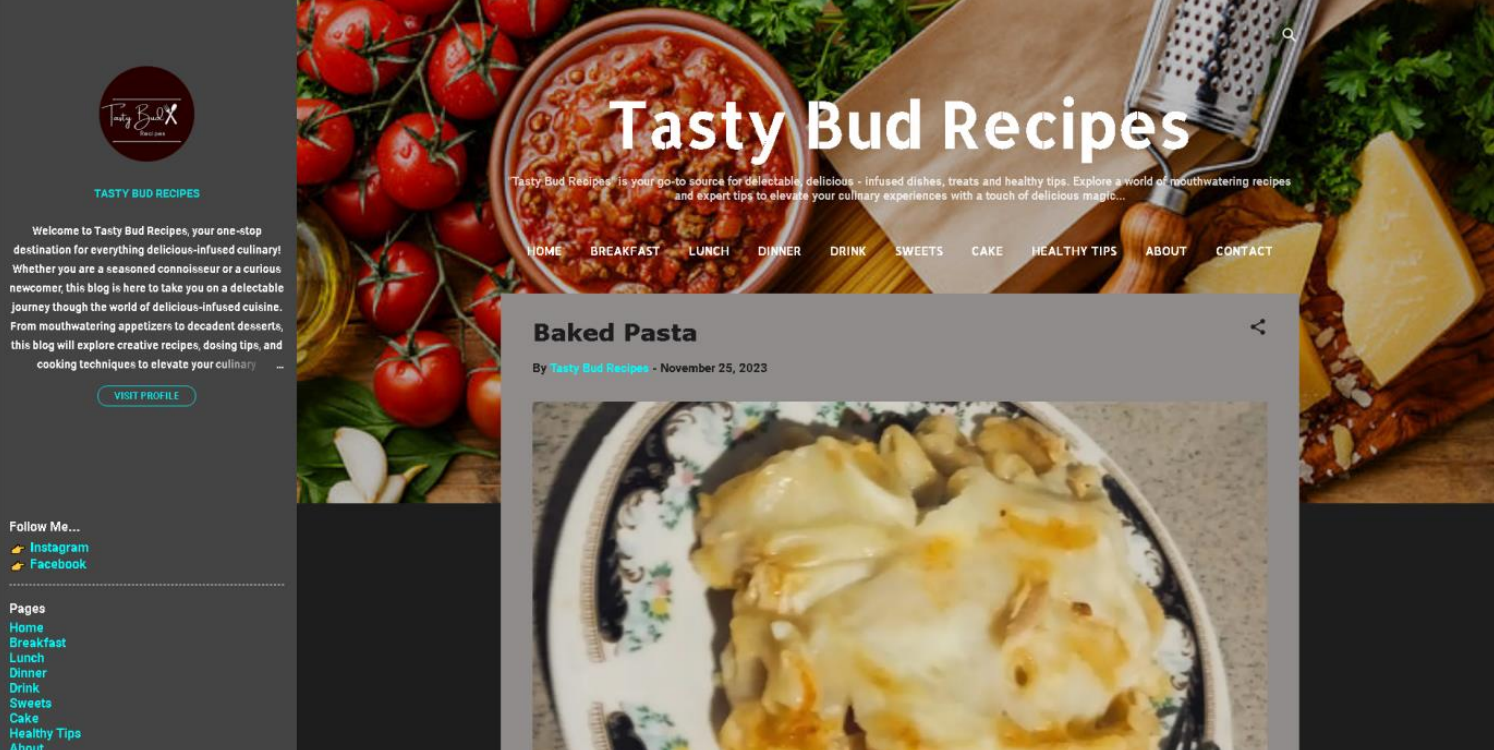 Tasty Bud
Recipes
TASTY BUD RECIPES
Welcome to Tasty Bud Recipes, your one-stop
destination for everything delicious-infused culinary!
Whether you are a seasoned connoisseur or a curious
newcomer, this blog is here to take you on a delectable
journey though the world of delicious-infused cuisine.
From mouthwatering appetizers to decadent desserts,
this blog will explore creative recipes, dosing tips, and
cooking techniques to elevate your culinary ...
VISIT PROFILE
Follow Me...
👉 Instagram
👉 Facebook
Pages
Home
Breakfast
Lunch
Dinner
Drink
Sweets
Cake
Healthy Tips
About
Tasty Bud Recipes
"Tasty Bud Recipes" is your go-to source for delectable, delicious - infused dishes, treats and healthy tips. Explore a world of mouthwatering recipes
and expert tips to elevate your culinary experiences with a touch of delicious magic...
HOME BREAKFAST LUNCH DINNER DRINK SWEETS CAKE HEALTHY TIPS ABOUT CONTACT
Baked Pasta
By Tasty Bud Recipes - November 25, 2023